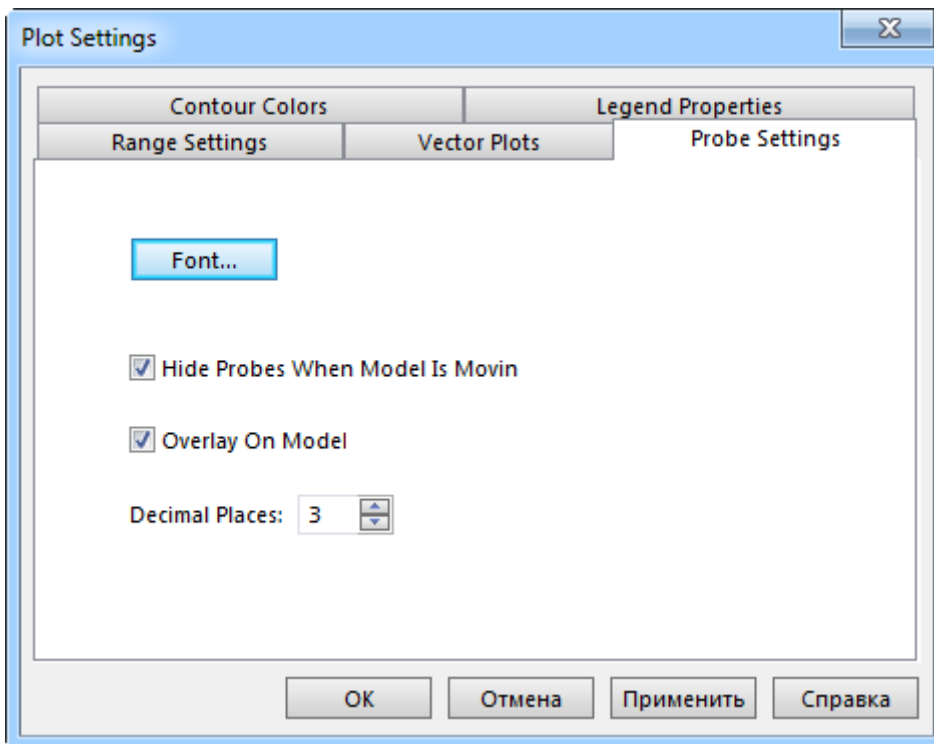 Plot Settings
Contour Colors Legend Properties
Range Settings Vector Plots Probe Settings
Font...
Hide Probes When Model Is Movin
Overlay On Model
Decimal Places: 3
OK Отмена Применить Справка